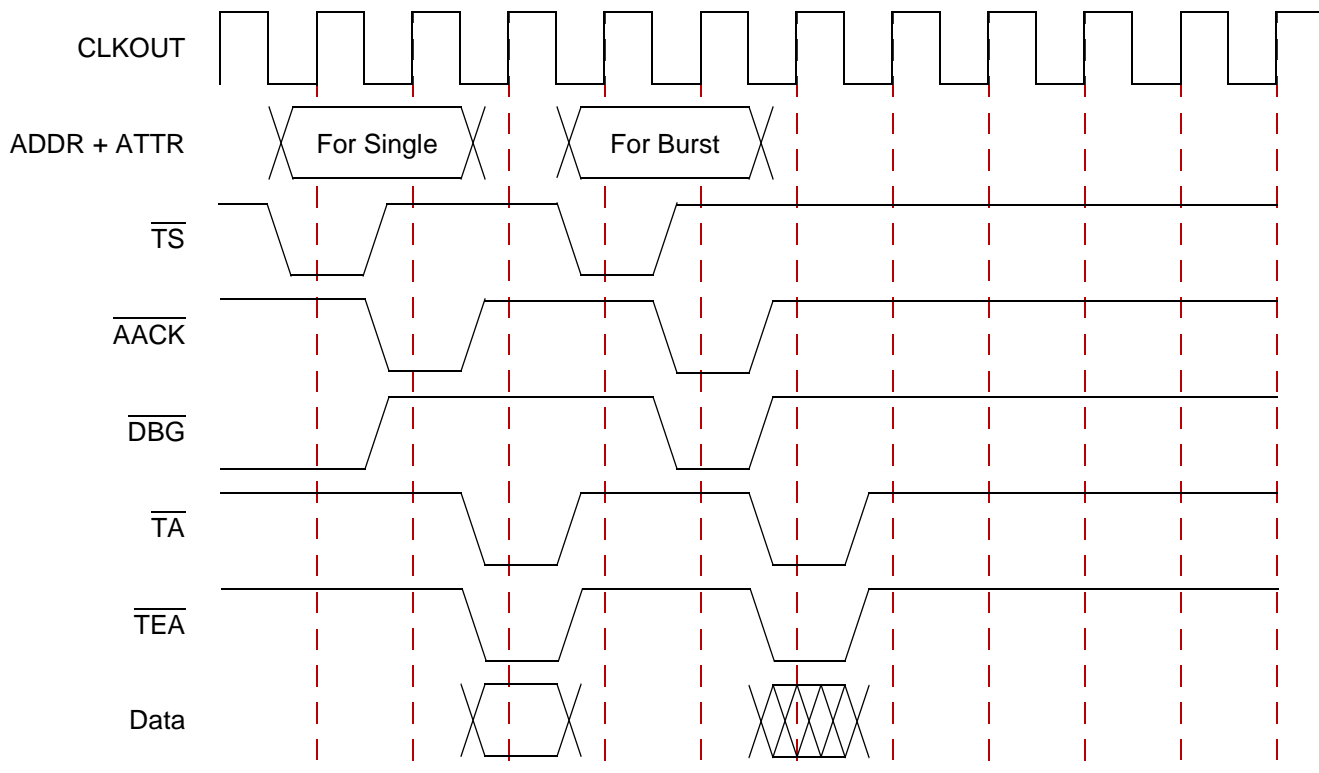 CLKOUT
ADDR + ATTR
For Single
For Burst
TS
AACK
DBG
TA
TEA
Data